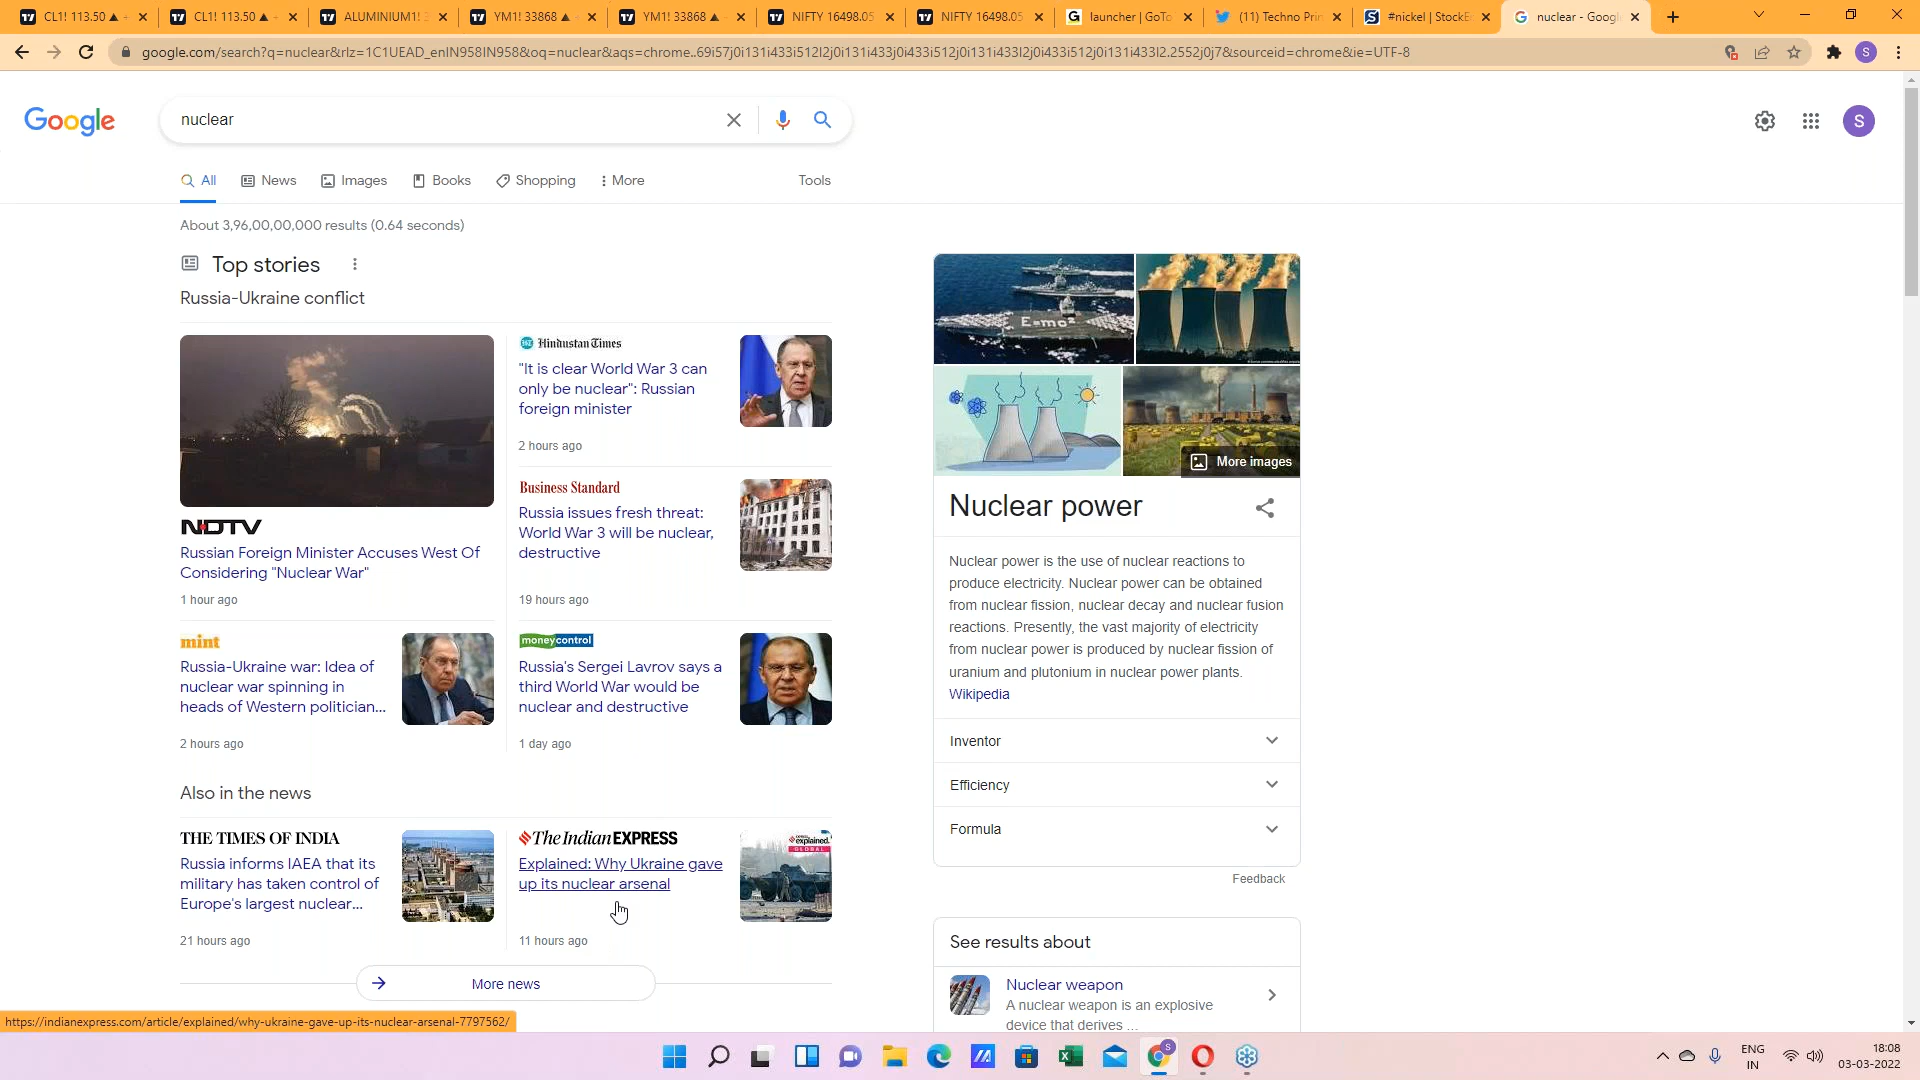 CL1! 113.50 ▲
CL1! 113.50 ▲
ALUMINIUM1!
YM1! 33868 ▲
YM1! 33868 ▲
NIFTY 16498.05
NIFTY 16498.05
launcher | GoTo
(11) Techno Prin
#nickel | StockE
nuclear - Googl
google.com/search?q=nuclear&rlz=1C1UEAD_enIN958IN958&oq=nuclear&aqs=chrome..69i57j0i131i433i512l2j0i131i433j0i433i512j0i131i433l2j0i433i512j0i131i433l2.2552j0j7&sourceid=chrome&ie=UTF-8
S
Google
nuclear
S
All
News
Images
Books
Shopping
More
Tools
About 3,96,00,00,000 results (0.64 seconds)
Top stories
Russia-Ukraine conflict
NDTV
Russian Foreign Minister Accuses West Of
Considering "Nuclear War"
1 hour ago
HT Hindustan Times
"It is clear World War 3 can
only be nuclear": Russian
foreign minister
2 hours ago
Business Standard
Russia issues fresh threat:
World War 3 will be nuclear,
destructive
19 hours ago
mint
Russia-Ukraine war: Idea of
nuclear war spinning in
heads of Western politician...
2 hours ago
moneycontrol
Russia's Sergei Lavrov says a
third World War would be
nuclear and destructive
1 day ago
Also in the news
THE TIMES OF INDIA
Russia informs IAEA that its
military has taken control of
Europe's largest nuclear...
21 hours ago
The Indian EXPRESS
Explained: Why Ukraine gave
up its nuclear arsenal
11 hours ago
explained.
GLOBAL
More news
E=mc²
More images
Nuclear power
Nuclear power is the use of nuclear reactions to
produce electricity. Nuclear power can be obtained
from nuclear fission, nuclear decay and nuclear fusion
reactions. Presently, the vast majority of electricity
from nuclear power is produced by nuclear fission of
uranium and plutonium in nuclear power plants.
Wikipedia
Inventor
Efficiency
Formula
Feedback
See results about
Nuclear weapon
A nuclear weapon is an explosive
device that derives ...
https://indianexpress.com/article/explained/why-ukraine-gave-up-its-nuclear-arsenal-7797562/
S
ENG
IN
18:08
03-03-2022